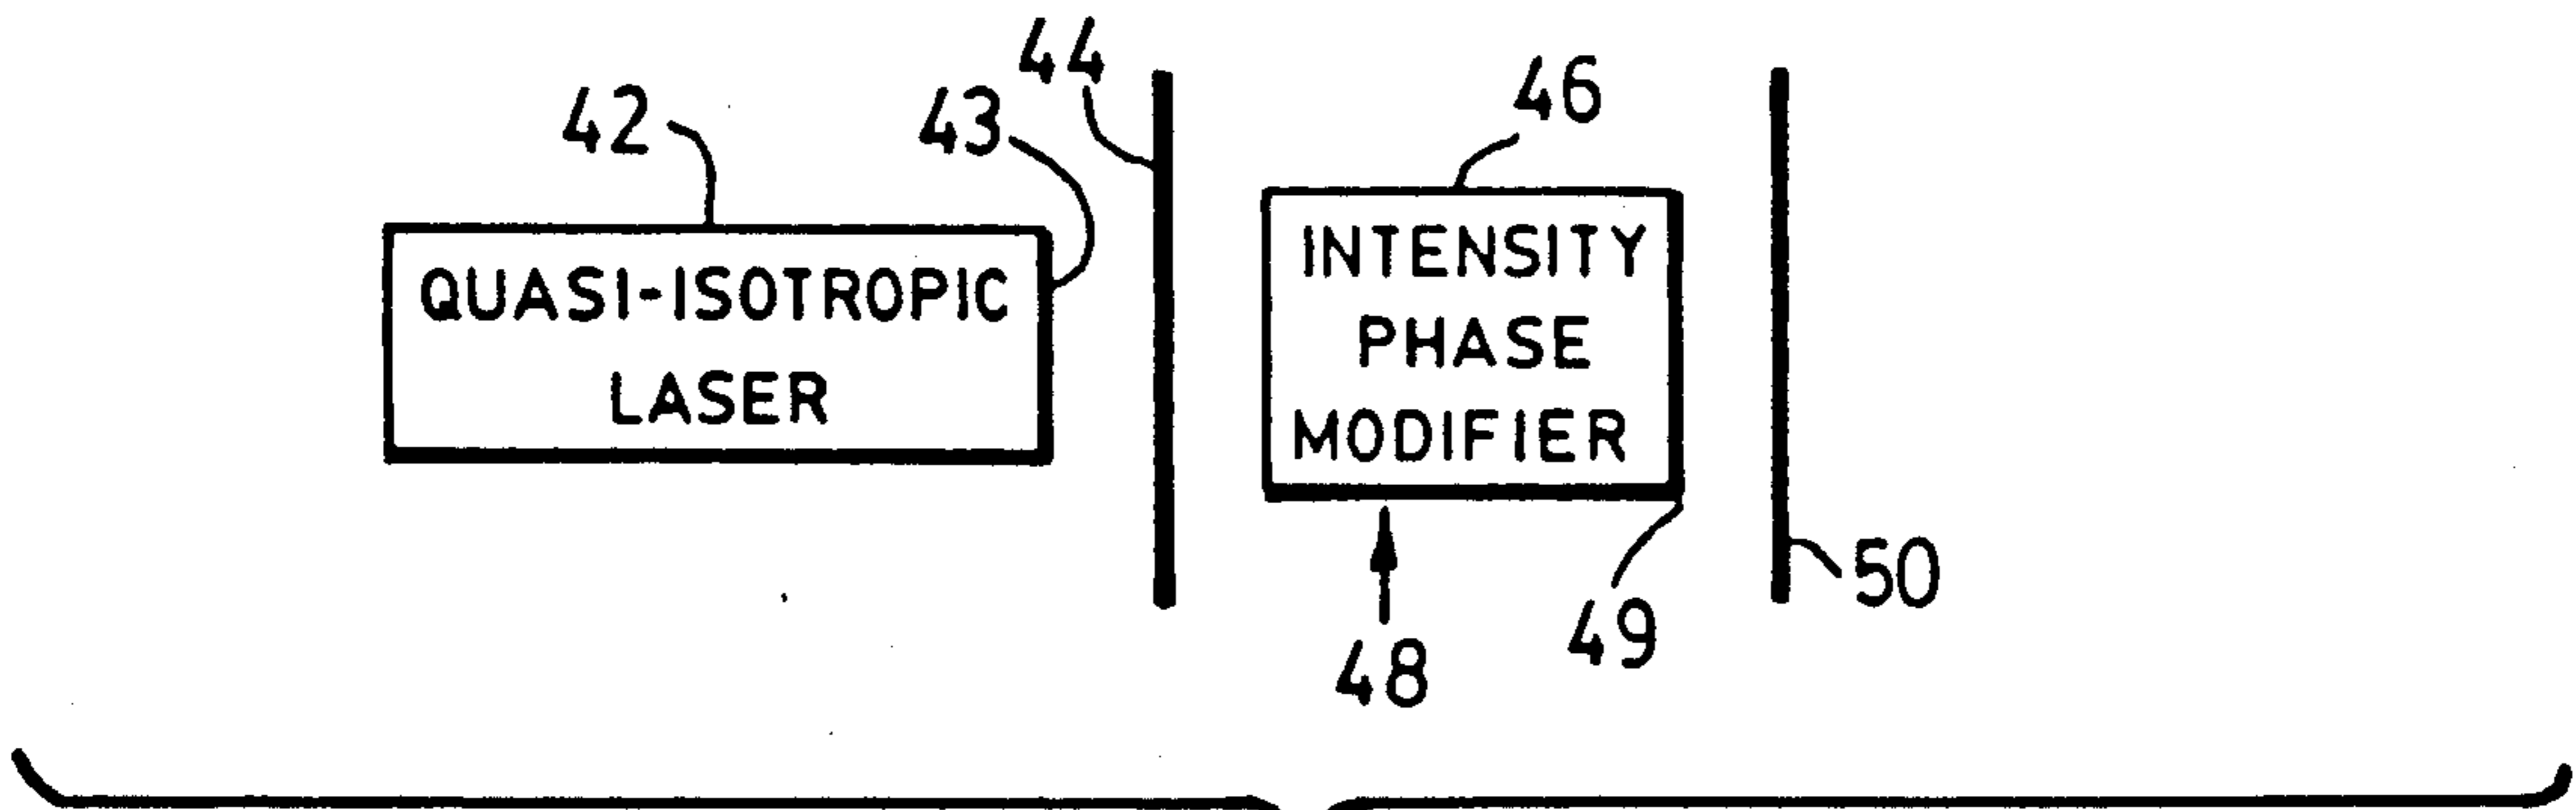 44
46
42
43
QUASI-ISOTROPIC
LASER
INTENSITY
PHASE
MODIFIER
50
49
48